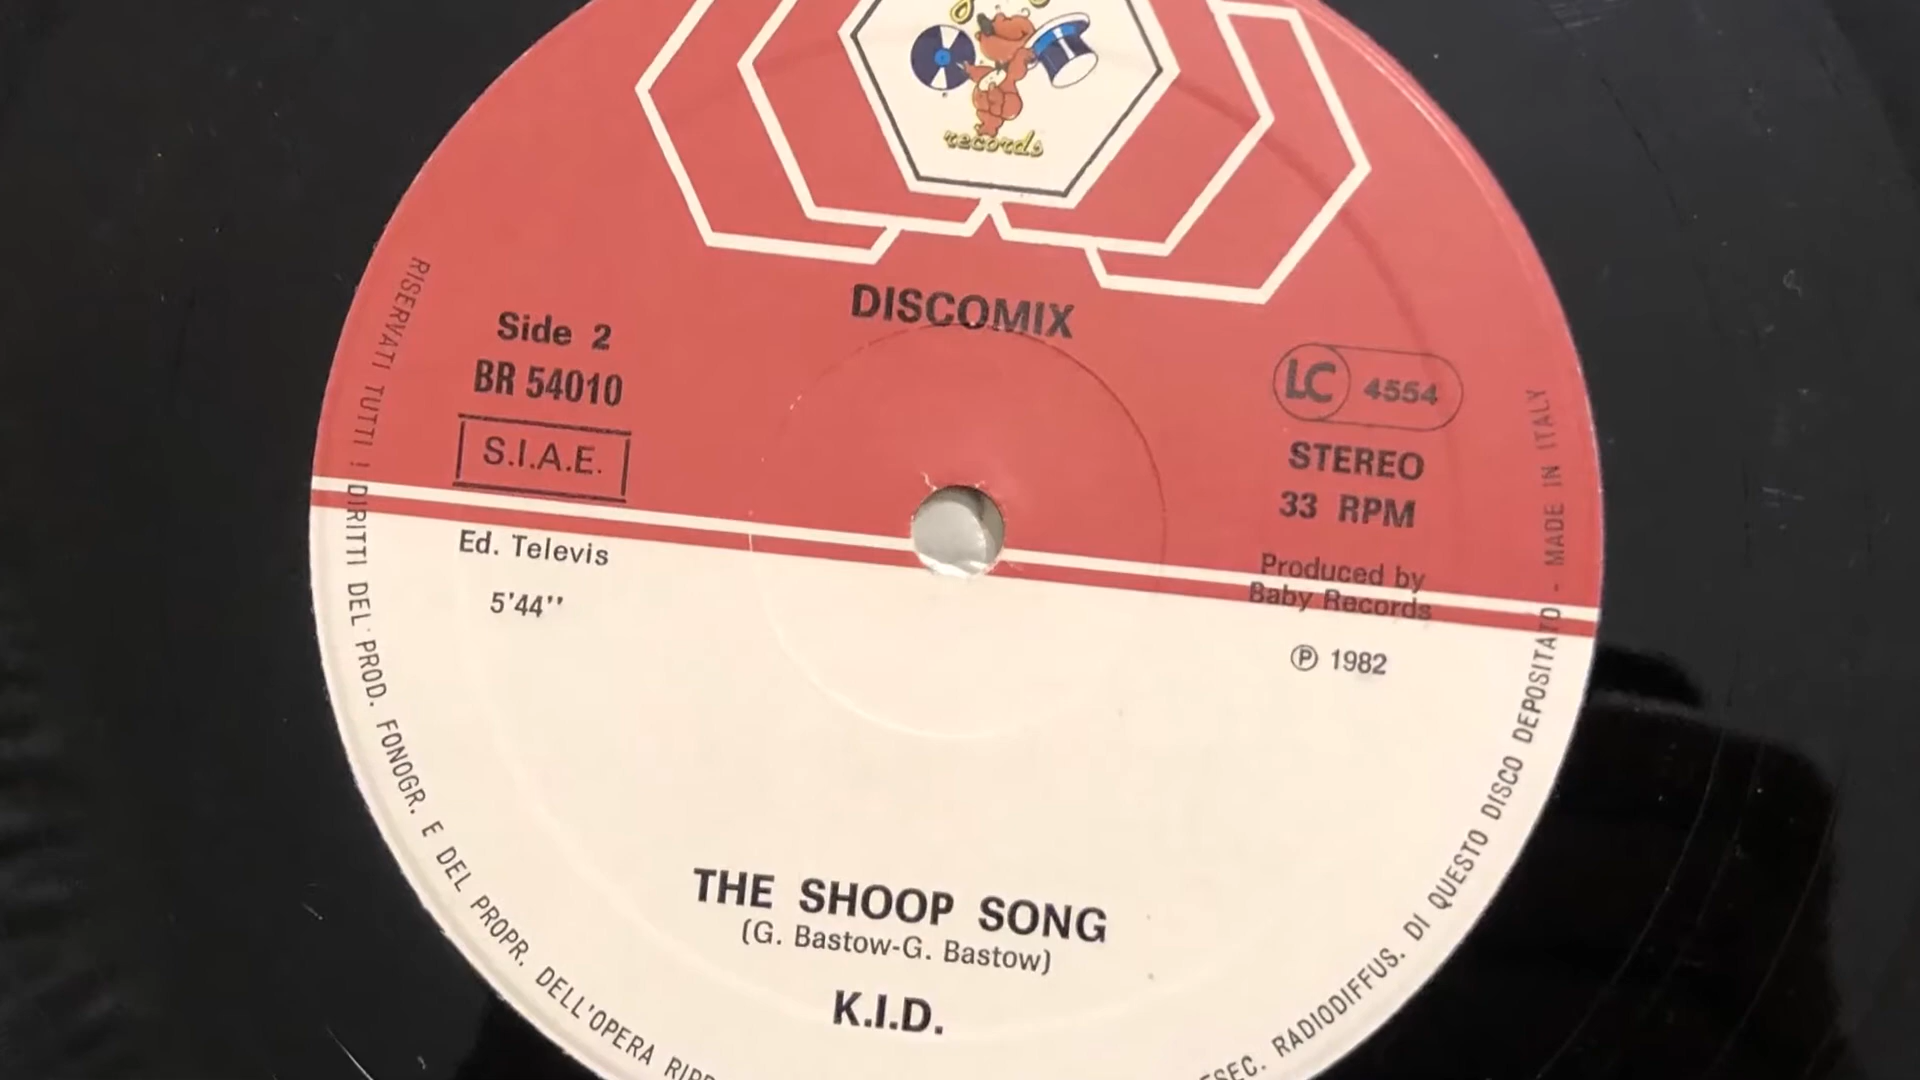 records
DISCOMIX
Side 2
BR 54010
S.I.A.E.
LC 4554
STEREO
33 RPM
Ed. Televis
5'44''
Produced by
Baby Records
℗ 1982
THE SHOOP SONG
(G. Bastow-G. Bastow)
K.I.D.
RISERVATI TUTTI I DIRITTI DEL PROD. FONOGR. E DEL PROPR. DELL'OPERA
RADIODIFFUS. DI QUESTO DISCO DEPOSITATO - MADE IN ITALY